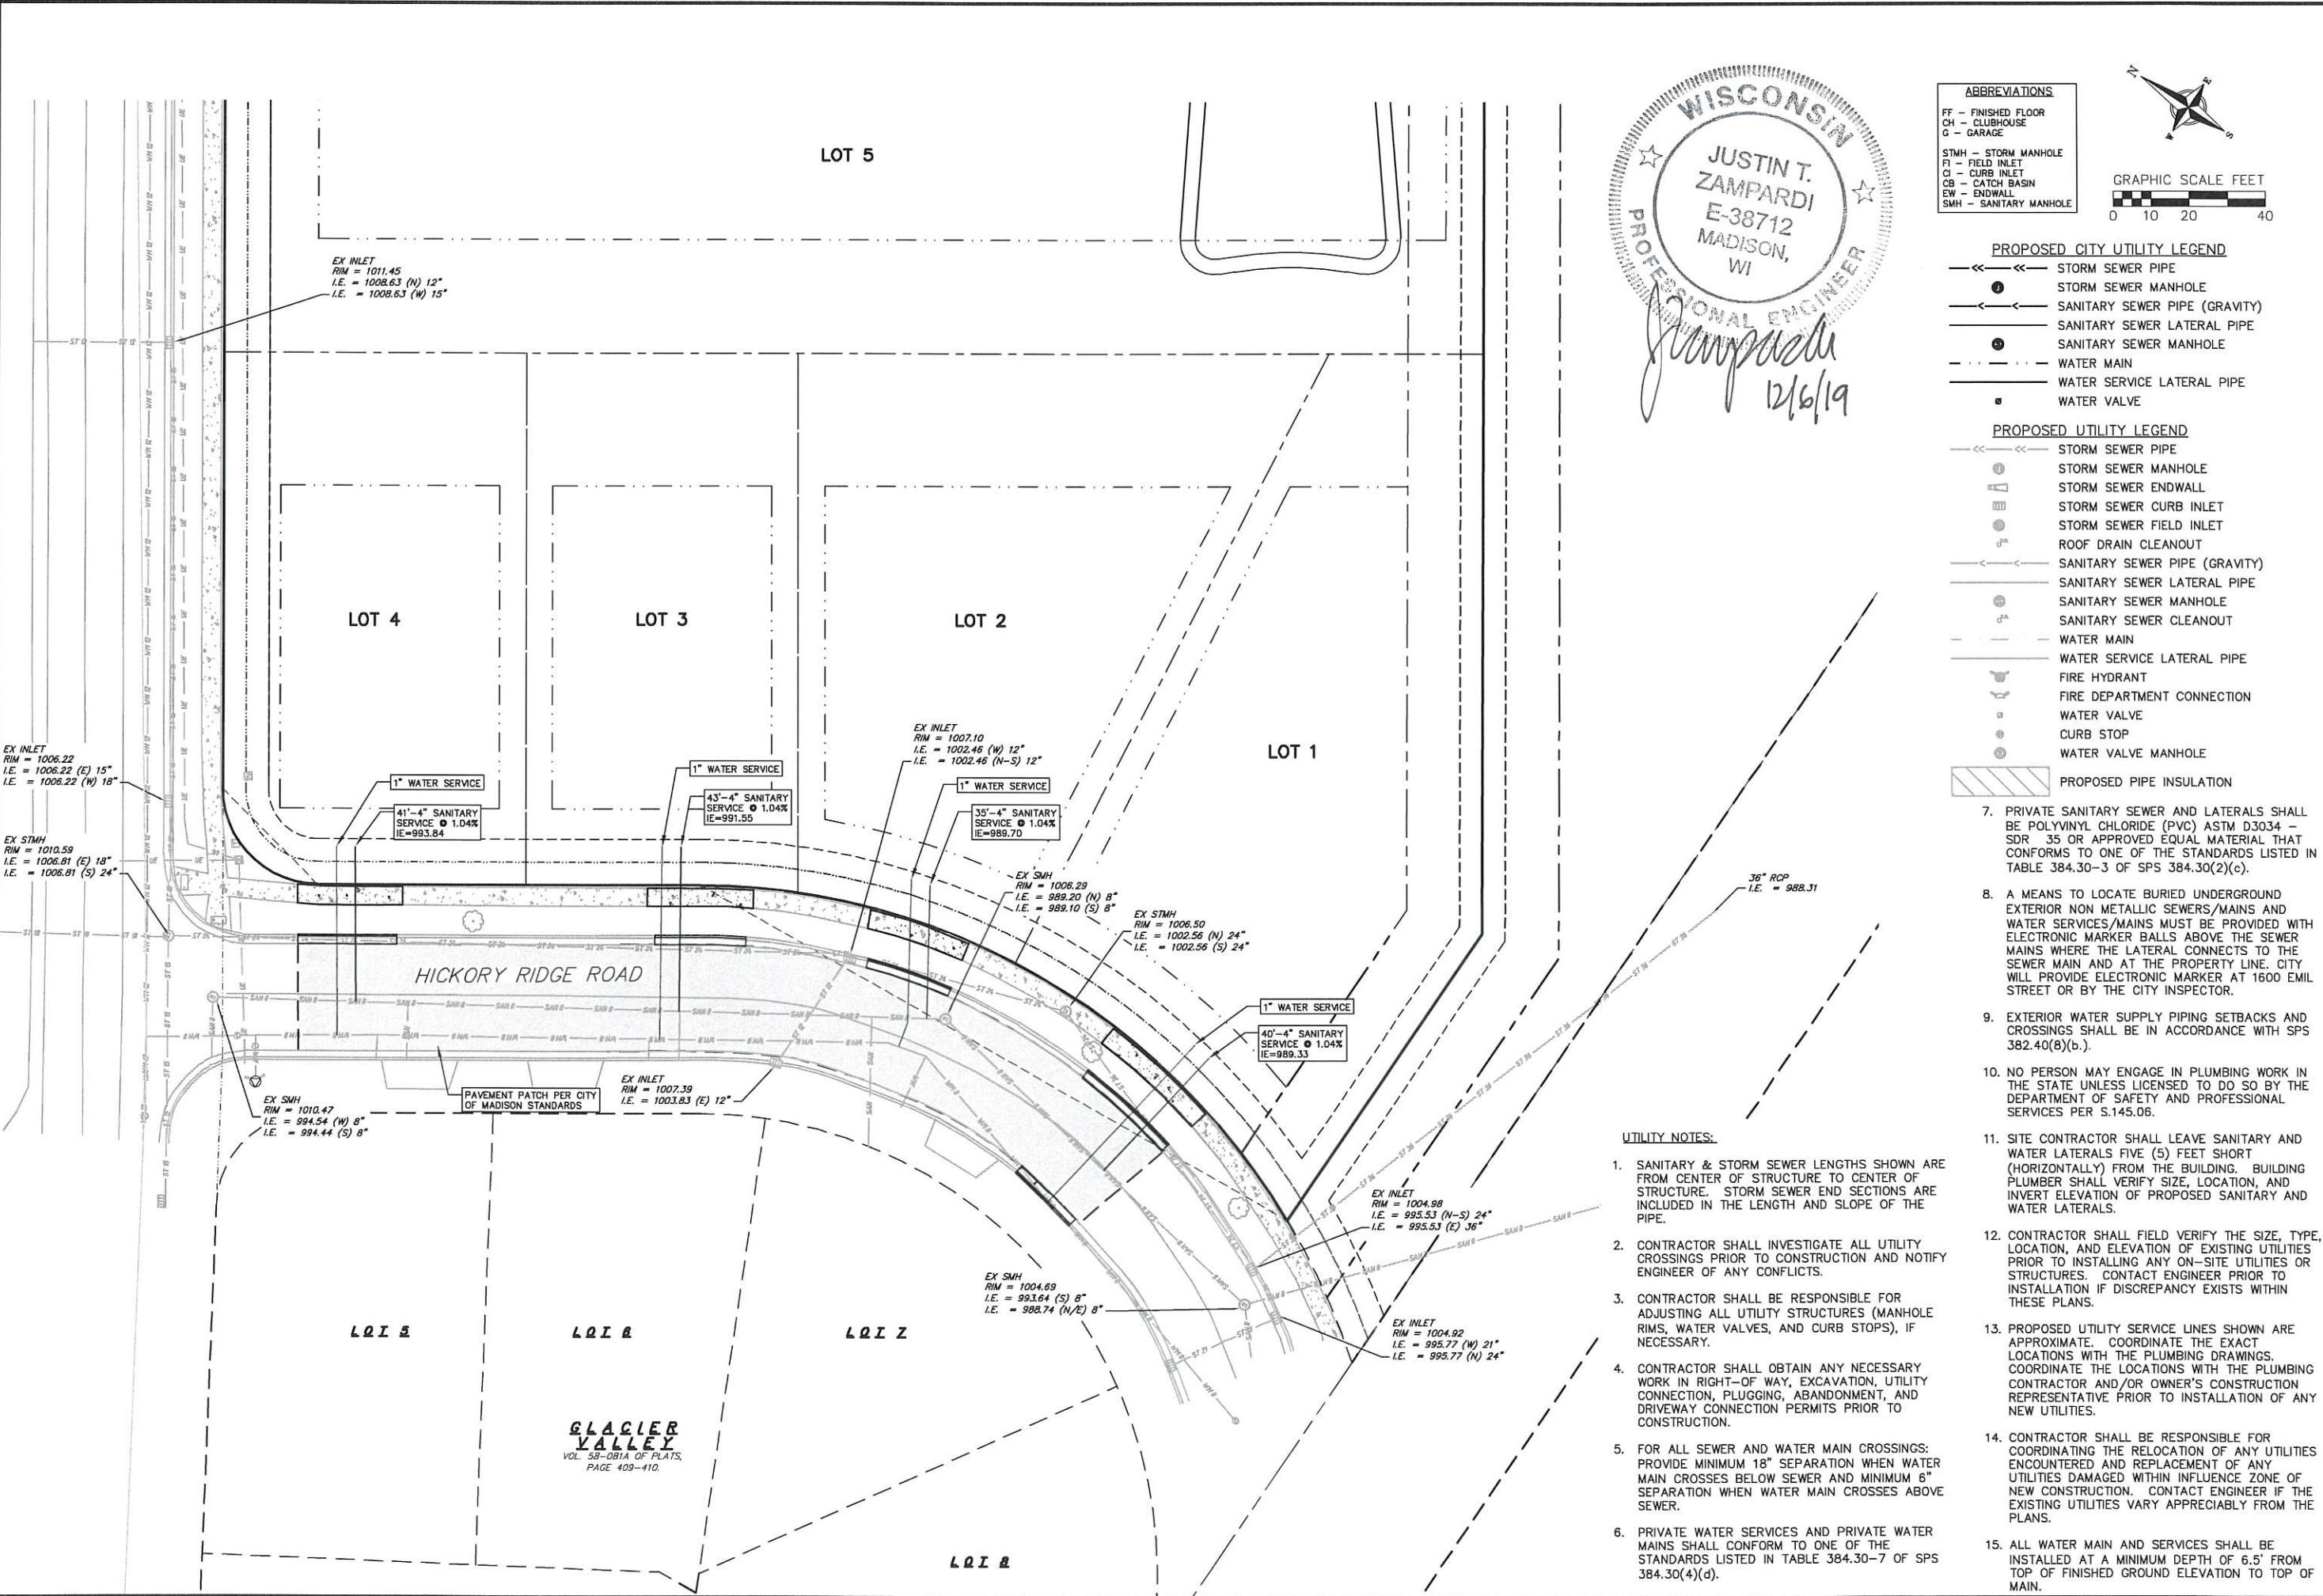 LOT 5
EX INLET
RIM = 1011.45
I.E. = 1008.63 (N) 12"
I.E. = 1008.63 (W) 15"
ST 12
ST 12
LOT 4
LOT 3
LOT 2
LOT 1
EX INLET
RIM = 1006.22
I.E. = 1006.22 (E) 15"
I.E. = 1006.22 (W) 18"
EX STMH
RIM = 1010.59
I.E. = 1006.81 (E) 18"
I.E. = 1006.81 (S) 24"
1" WATER SERVICE
41'-4" SANITARY
SERVICE @ 1.04%
IE=993.84
1" WATER SERVICE
43'-4" SANITARY
SERVICE @ 1.04%
IE=991.55
EX INLET
RIM = 1007.10
I.E. = 1002.46 (W) 12"
I.E. = 1002.46 (N-S) 12"
1" WATER SERVICE
35'-4" SANITARY
SERVICE @ 1.04%
IE=989.70
EX SMH
RIM = 1006.29
I.E. = 989.20 (N) 8"
I.E. = 989.10 (S) 8"
EX STMH
RIM = 1006.50
I.E. = 1002.56 (N) 24"
I.E. = 1002.56 (S) 24"
36" RCP
I.E. = 988.31
HICKORY RIDGE ROAD
1" WATER SERVICE
40'-4" SANITARY
SERVICE @ 1.04%
IE=989.33
EX SMH
RIM = 1010.47
I.E. = 994.54 (W) 8"
I.E. = 994.44 (S) 8"
PAVEMENT PATCH PER CITY
OF MADISON STANDARDS
EX INLET
RIM = 1007.39
I.E. = 1003.83 (E) 12"
EX INLET
RIM = 1004.98
I.E. = 995.53 (N-S) 24"
I.E. = 995.53 (E) 36"
EX SMH
RIM = 1004.69
I.E. = 993.64 (S) 8"
I.E. = 988.74 (N/E) 8"
EX INLET
RIM = 1004.92
I.E. = 995.77 (W) 21"
I.E. = 995.77 (N) 24"
LOT 5
LOT 6
LOT 7
GLACIER
VALLEY
VOL. 58-081A OF PLATS,
PAGE 409-410.
LOT 8
WISCONSIN
JUSTIN T.
ZAMPARDI
E-38712
MADISON,
WI
PROFESSIONAL ENGINEER
12/6/19
ABBREVIATIONS
FF - FINISHED FLOOR
CH - CLUBHOUSE
G - GARAGE
STMH - STORM MANHOLE
FI - FIELD INLET
CI - CURB INLET
CB - CATCH BASIN
EW - ENDWALL
SMH - SANITARY MANHOLE
N
E
W
S
GRAPHIC SCALE FEET
0 10 20 40
PROPOSED CITY UTILITY LEGEND
STORM SEWER PIPE
STORM SEWER MANHOLE
SANITARY SEWER PIPE (GRAVITY)
SANITARY SEWER LATERAL PIPE
SANITARY SEWER MANHOLE
WATER MAIN
WATER SERVICE LATERAL PIPE
WATER VALVE
PROPOSED UTILITY LEGEND
STORM SEWER PIPE
STORM SEWER MANHOLE
STORM SEWER ENDWALL
STORM SEWER CURB INLET
STORM SEWER FIELD INLET
ROOF DRAIN CLEANOUT
SANITARY SEWER PIPE (GRAVITY)
SANITARY SEWER LATERAL PIPE
SANITARY SEWER MANHOLE
SANITARY SEWER CLEANOUT
WATER MAIN
WATER SERVICE LATERAL PIPE
FIRE HYDRANT
FIRE DEPARTMENT CONNECTION
WATER VALVE
CURB STOP
WATER VALVE MANHOLE
PROPOSED PIPE INSULATION
UTILITY NOTES:
1. SANITARY & STORM SEWER LENGTHS SHOWN ARE
FROM CENTER OF STRUCTURE TO CENTER OF
STRUCTURE. STORM SEWER END SECTIONS ARE
INCLUDED IN THE LENGTH AND SLOPE OF THE
PIPE.
2. CONTRACTOR SHALL INVESTIGATE ALL UTILITY
CROSSINGS PRIOR TO CONSTRUCTION AND NOTIFY
ENGINEER OF ANY CONFLICTS.
3. CONTRACTOR SHALL BE RESPONSIBLE FOR
ADJUSTING ALL UTILITY STRUCTURES (MANHOLE
RIMS, WATER VALVES, AND CURB STOPS), IF
NECESSARY.
4. CONTRACTOR SHALL OBTAIN ANY NECESSARY
WORK IN RIGHT-OF WAY, EXCAVATION, UTILITY
CONNECTION, PLUGGING, ABANDONMENT, AND
DRIVEWAY CONNECTION PERMITS PRIOR TO
CONSTRUCTION.
5. FOR ALL SEWER AND WATER MAIN CROSSINGS:
PROVIDE MINIMUM 18" SEPARATION WHEN WATER
MAIN CROSSES BELOW SEWER AND MINIMUM 6"
SEPARATION WHEN WATER MAIN CROSSES ABOVE
SEWER.
6. PRIVATE WATER SERVICES AND PRIVATE WATER
MAINS SHALL CONFORM TO ONE OF THE
STANDARDS LISTED IN TABLE 384.30-7 OF SPS
384.30(4)(d).
7. PRIVATE SANITARY SEWER AND LATERALS SHALL
BE POLYVINYL CHLORIDE (PVC) ASTM D3034 -
SDR 35 OR APPROVED EQUAL MATERIAL THAT
CONFORMS TO ONE OF THE STANDARDS LISTED IN
TABLE 384.30-3 OF SPS 384.30(2)(c).
8. A MEANS TO LOCATE BURIED UNDERGROUND
EXTERIOR NON METALLIC SEWERS/MAINS AND
WATER SERVICES/MAINS MUST BE PROVIDED WITH
ELECTRONIC MARKER BALLS ABOVE THE SEWER
MAINS WHERE THE LATERAL CONNECTS TO THE
SEWER MAIN AND AT THE PROPERTY LINE. CITY
WILL PROVIDE ELECTRONIC MARKER AT 1600 EMIL
STREET OR BY THE CITY INSPECTOR.
9. EXTERIOR WATER SUPPLY PIPING SETBACKS AND
CROSSINGS SHALL BE IN ACCORDANCE WITH SPS
382.40(8)(b.).
10. NO PERSON MAY ENGAGE IN PLUMBING WORK IN
THE STATE UNLESS LICENSED TO DO SO BY THE
DEPARTMENT OF SAFETY AND PROFESSIONAL
SERVICES PER S.145.06.
11. SITE CONTRACTOR SHALL LEAVE SANITARY AND
WATER LATERALS FIVE (5) FEET SHORT
(HORIZONTALLY) FROM THE BUILDING. BUILDING
PLUMBER SHALL VERIFY SIZE, LOCATION, AND
INVERT ELEVATION OF PROPOSED SANITARY AND
WATER LATERALS.
12. CONTRACTOR SHALL FIELD VERIFY THE SIZE, TYPE,
LOCATION, AND ELEVATION OF EXISTING UTILITIES
PRIOR TO INSTALLING ANY ON-SITE UTILITIES OR
STRUCTURES. CONTACT ENGINEER PRIOR TO
INSTALLATION IF DISCREPANCY EXISTS WITHIN
THESE PLANS.
13. PROPOSED UTILITY SERVICE LINES SHOWN ARE
APPROXIMATE. COORDINATE THE EXACT
LOCATIONS WITH THE PLUMBING DRAWINGS.
COORDINATE THE LOCATIONS WITH THE PLUMBING
CONTRACTOR AND/OR OWNER'S CONSTRUCTION
REPRESENTATIVE PRIOR TO INSTALLATION OF ANY
NEW UTILITIES.
14. CONTRACTOR SHALL BE RESPONSIBLE FOR
COORDINATING THE RELOCATION OF ANY UTILITIES
ENCOUNTERED AND REPLACEMENT OF ANY
UTILITIES DAMAGED WITHIN INFLUENCE ZONE OF
NEW CONSTRUCTION. CONTACT ENGINEER IF THE
EXISTING UTILITIES VARY APPRECIABLY FROM THE
PLANS.
15. ALL WATER MAIN AND SERVICES SHALL BE
INSTALLED AT A MINIMUM DEPTH OF 6.5' FROM
TOP OF FINISHED GROUND ELEVATION TO TOP OF
MAIN.